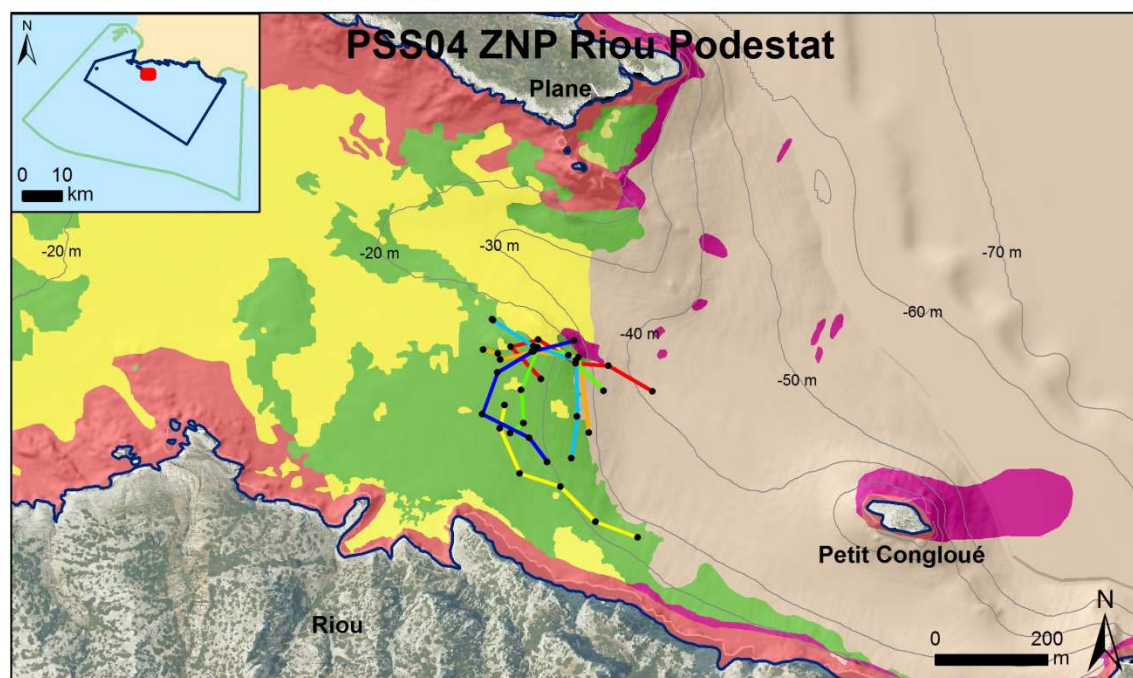 PSS04 ZNP Riou Podestat
N
0 10
km
Plane
-20 m
-20 m
-30 m
-70 m
-60 m
-40 m
-50 m
Petit Congloué
Riou
N
0 200
m